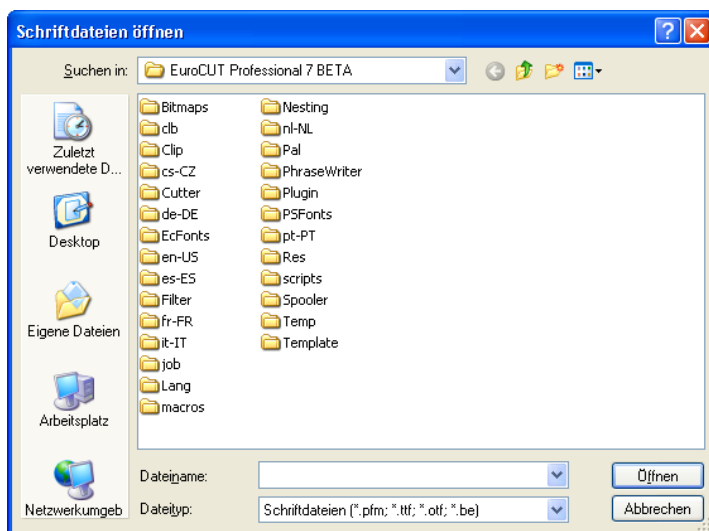 Schriftdateien öffnen
Suchen in:
EuroCUT Professional 7 BETA
Zuletzt
verwendete D...
Desktop
Eigene Dateien
Arbeitsplatz
Netzwerkumgeb
Bitmaps
clb
Clip
cs-CZ
Cutter
de-DE
EcFonts
en-US
es-ES
Filter
fr-FR
it-IT
job
Lang
macros
Nesting
nl-NL
Pal
PhraseWriter
Plugin
PSFonts
pt-PT
Res
scripts
Spooler
Temp
Template
Dateiname:
Öffnen
Dateityp:
Schriftdateien (*.pfm; *.ttf; *.otf; *.be)
Abbrechen